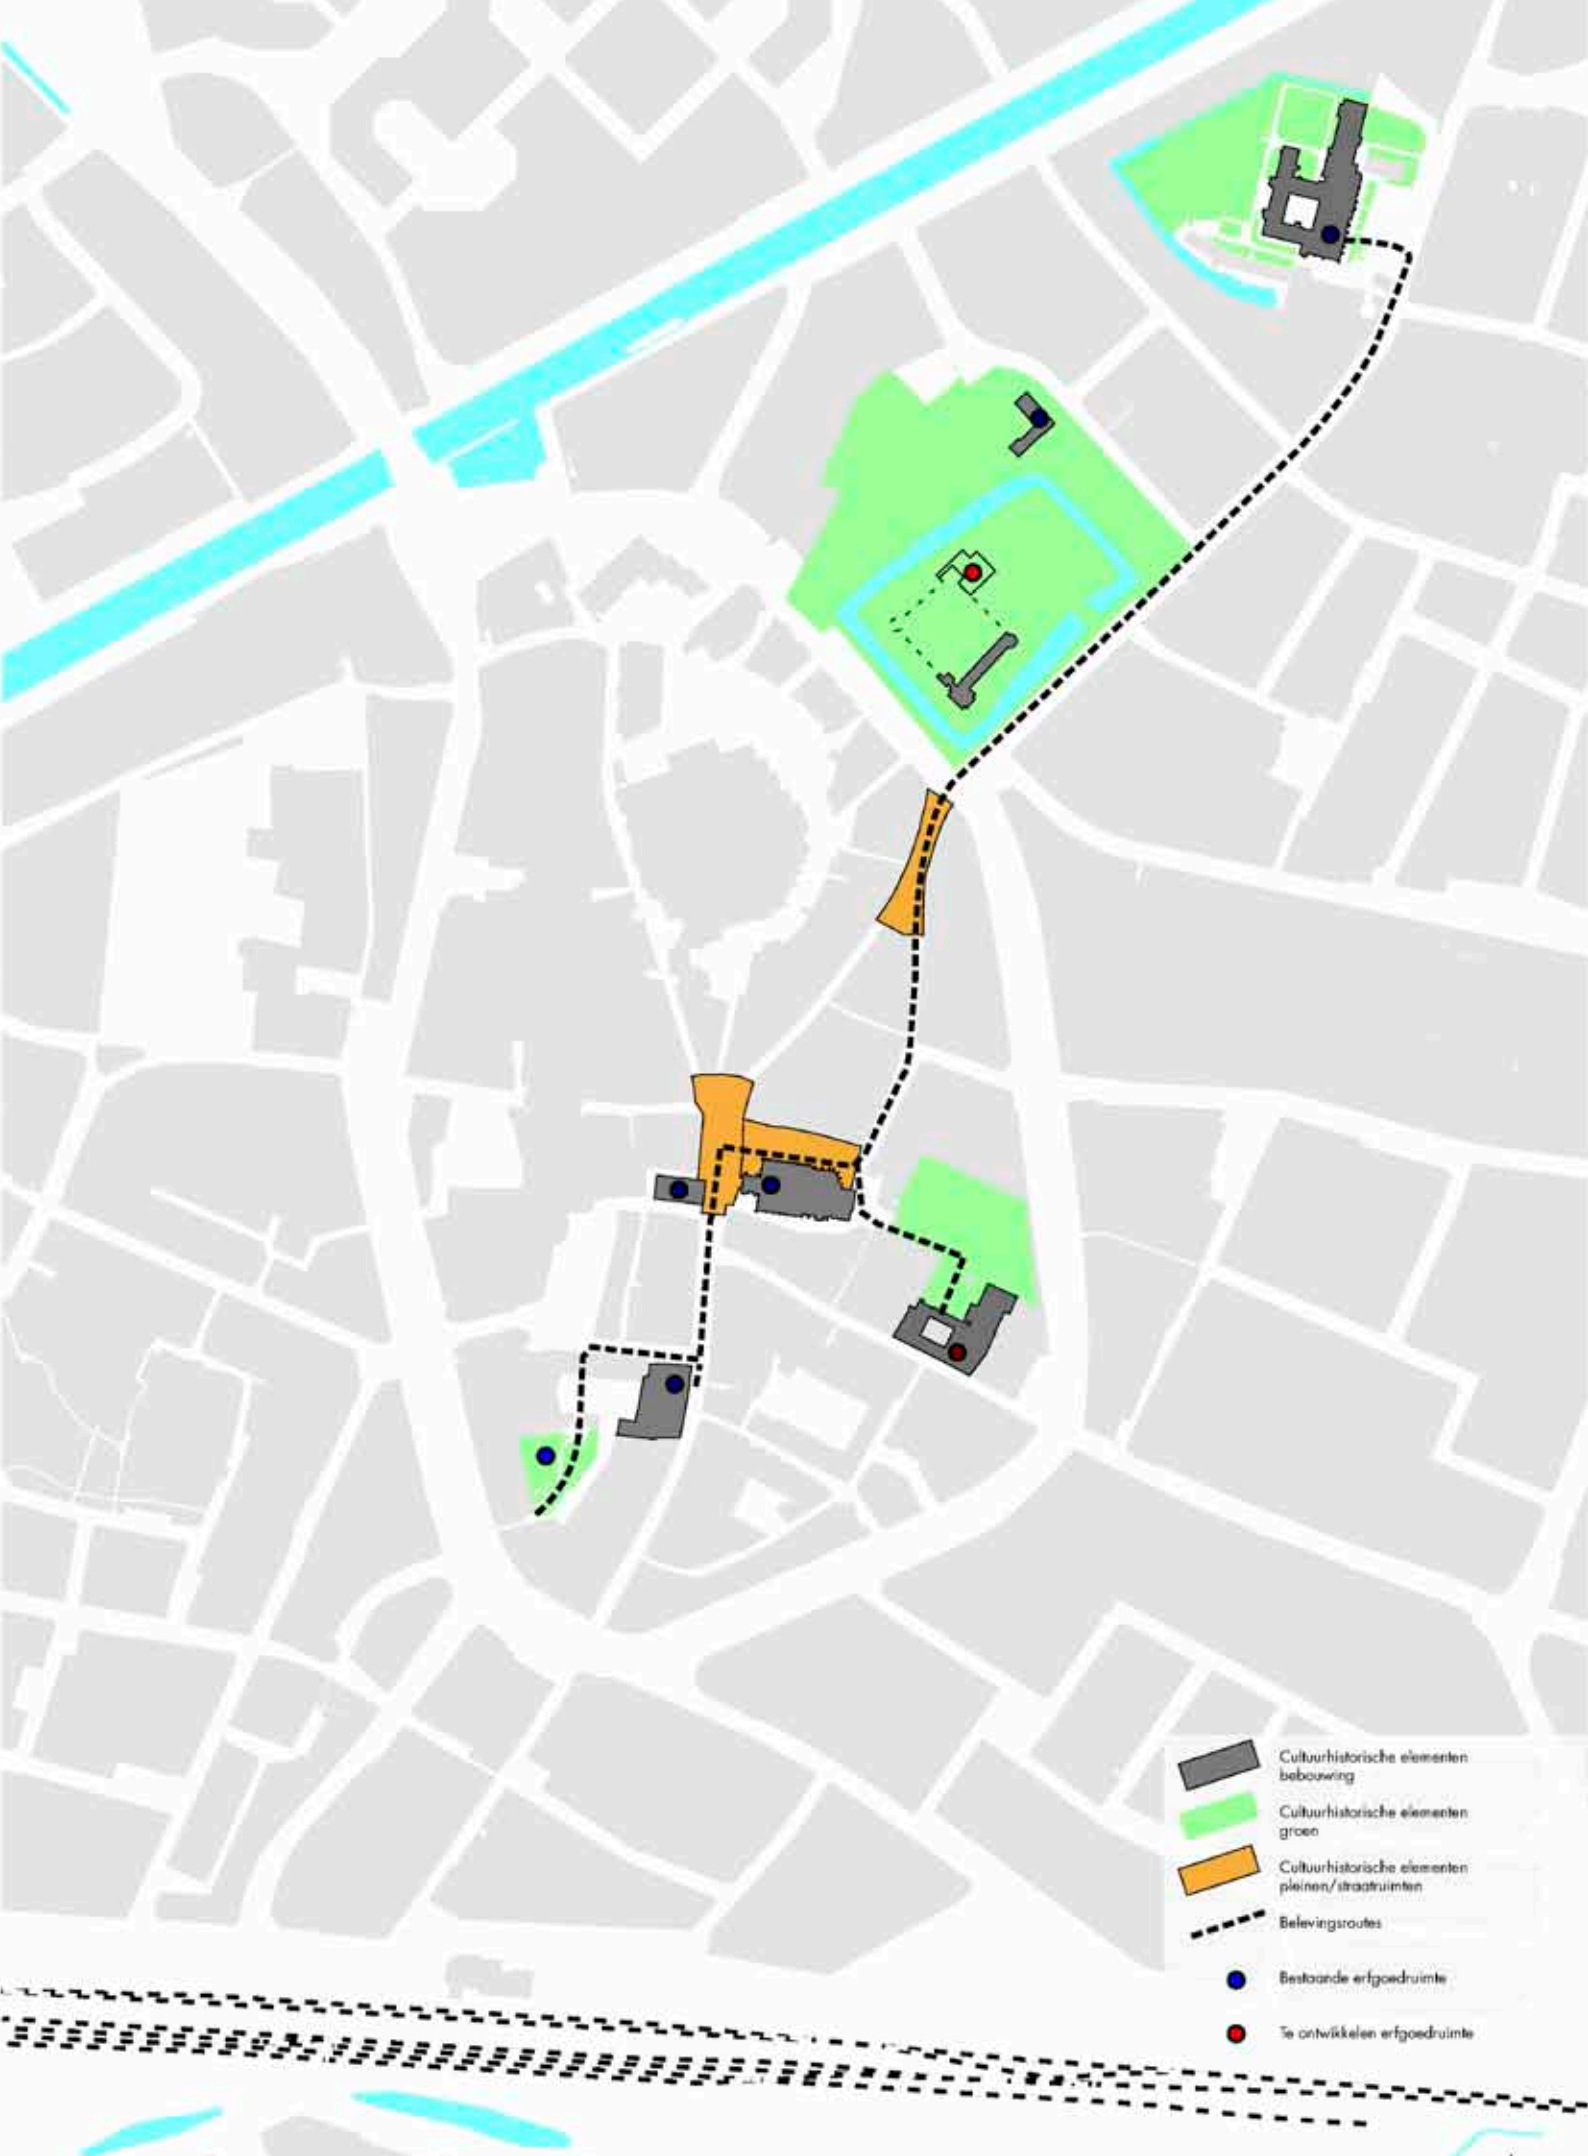 Cultuurhistorische elementen
bebouwing
Cultuurhistorische elementen
groen
Cultuurhistorische elementen
pleinen/straatruimten
Belevingsroutes
Bestaande erfgoedruimte
Te ontwikkelen erfgoedruimte